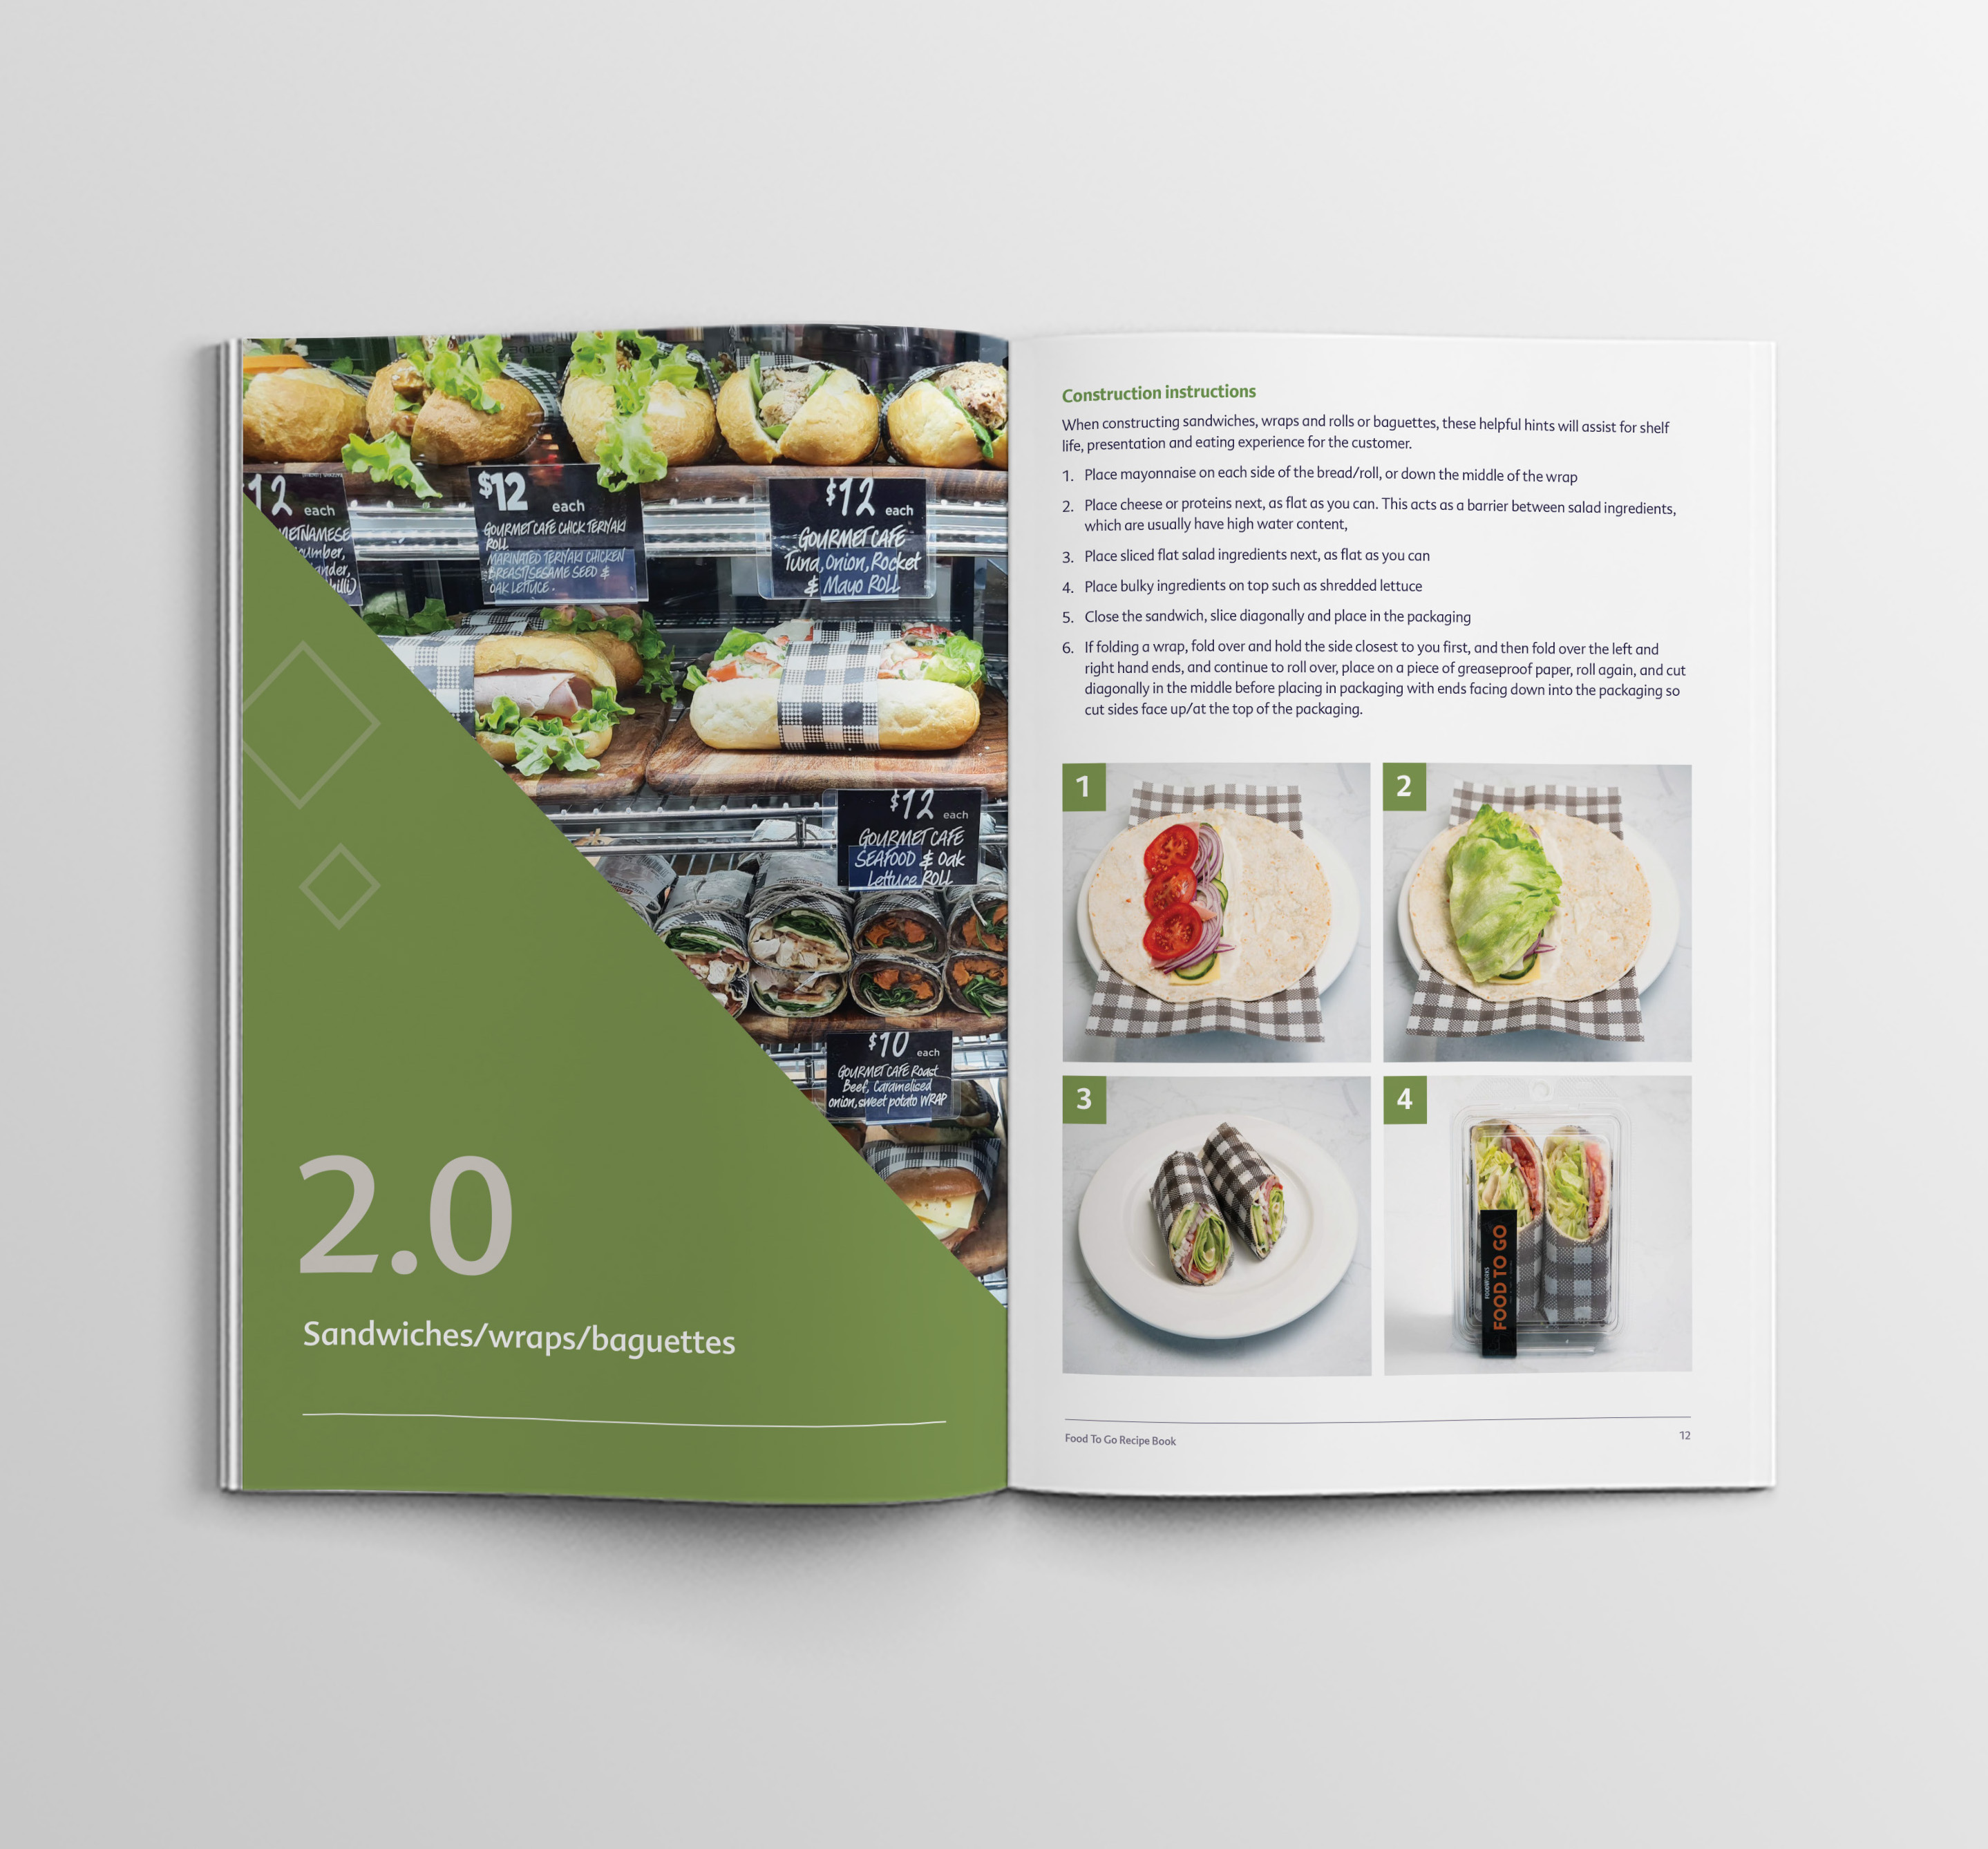 $12 each
GOURMET CAFE CHICK TERIYAKI
ROLL
MARINATED TERIYAKI CHICKEN
BREAST/SESAME SEED &
OAK LETTUCE.
$12 each
GOURMET CAFE
Tuna, Onion, Rocket
& Mayo ROLL
12 each
$12 each
GOURMET CAFE
SEAFOOD & Oak
Lettuce ROLL
$10 each
GOURMET CAFE Roast
Beef, Caramelised
onion, sweet potato WRAP
2.0
Sandwiches/wraps/baguettes
Construction instructions
When constructing sandwiches, wraps and rolls or baguettes, these helpful hints will assist for shelf
life, presentation and eating experience for the customer.
1. Place mayonnaise on each side of the bread/roll, or down the middle of the wrap
2. Place cheese or proteins next, as flat as you can. This acts as a barrier between salad ingredients,
which are usually have high water content,
3. Place sliced flat salad ingredients next, as flat as you can
4. Place bulky ingredients on top such as shredded lettuce
5. Close the sandwich, slice diagonally and place in the packaging
6. If folding a wrap, fold over and hold the side closest to you first, and then fold over the left and
right hand ends, and continue to roll over, place on a piece of greaseproof paper, roll again, and cut
diagonally in the middle before placing in packaging with ends facing down into the packaging so
cut sides face up/at the top of the packaging.
1
2
3
4
FOODWORKS
FOOD TO GO
Food To Go Recipe Book
12